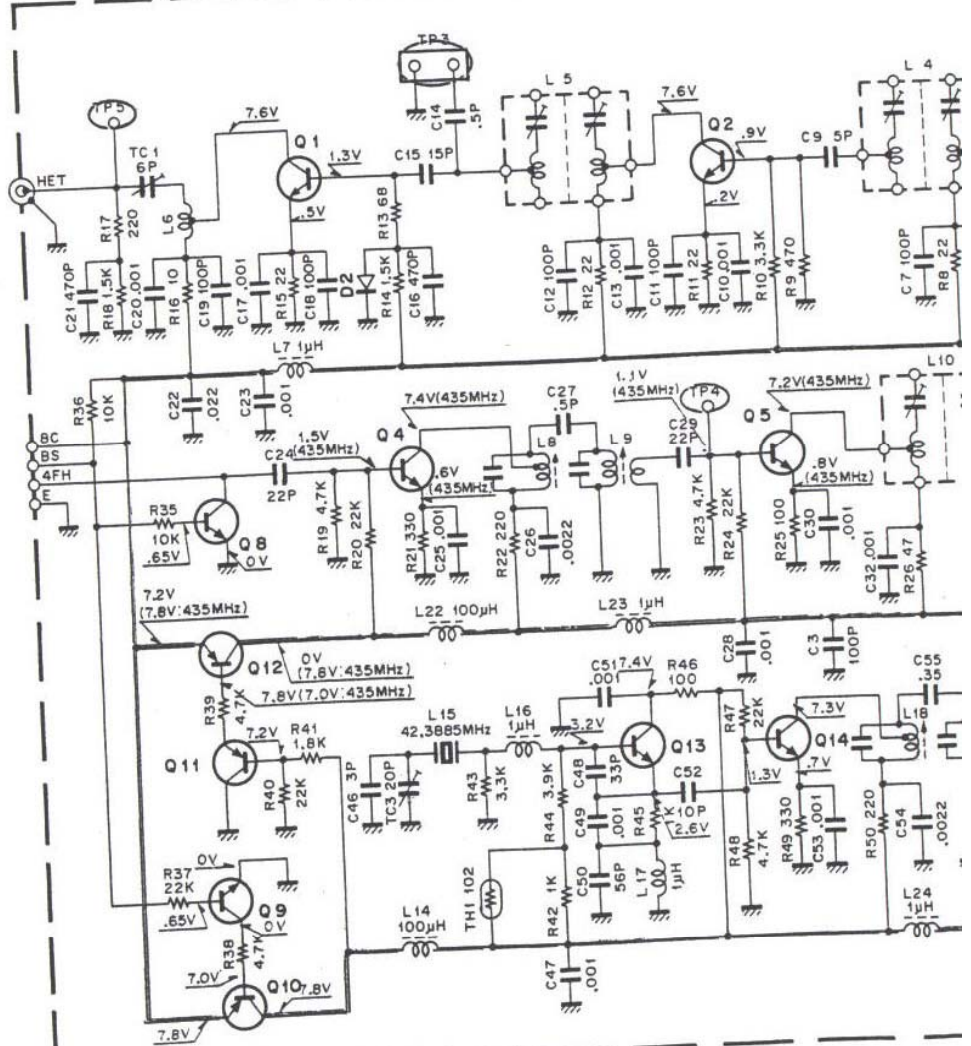 TP3
L 5
L 4
TP5
7.6V
C14
.5P
7.6V
Q1
Q2
TC1
6P
1.3V
C15 15P
.9V
C9 5P
HET
R17
220
L6
.5V
R13 68
.2V
C21 470P
R18 1.5K
C20 .001
R16 10
C19 100P
C17 .001
R15 22
C18 100P
D2
R14 1.5K
C16 470P
C12 100P
R12 22
C13 .001
C11 100P
R11 22
C10 .001
R10 3.3K
R9 470
C7 100P
R8 22
L7 1μH
L10
R36
10K
C22
.022
C23
.001
7.4V(435MHz)
C27
.5P
1.1V
(435MHz)
TP4
7.2V(435MHz)
8C
BS
4FH
E
1.5V
(435MHz)
C24
22P
Q4
L8
L9
C29
22P
Q5
.6V
(435MHz)
.8V
(435MHz)
R35
10K
.65V
Q8
0V
R19 4.7K
R20 22K
R21 330
C25 .001
R22 220
C26
.0022
R23 4.7K
R24 22K
R25 100
C30
.001
C32 .001
R26 47
7.2V
(7.8V:435MHz)
L22 100μH
L23 1μH
Q12
0V
(7.8V:435MHz)
7.8V(7.0V:435MHz)
C28
.001
C3
100P
R39
4.7K
C51
.001
7.4V
R46
100
C55
.35
L15
42.3885MHz
L16
1μH
3.2V
R47
22K
7.3V
L18
7.2V
R41
1.8K
Q11
Q13
Q14
R40
22K
C46 3P
TC3 20P
R43
3.3K
R44 3.9K
C48
33P
C49
.001
R45
1K
C52
10P
2.6V
1.3V
.7V
R48
4.7K
R49 330
C53 .001
R50 220
C54
.0022
0V
R37
22K
.65V
Q9
0V
TH1 102
R42 1K
C50
56P
L17
1μH
R38
4.7K
L14
100μH
L24
1μH
7.0V
Q10
7.8V
C47
.001
7.8V